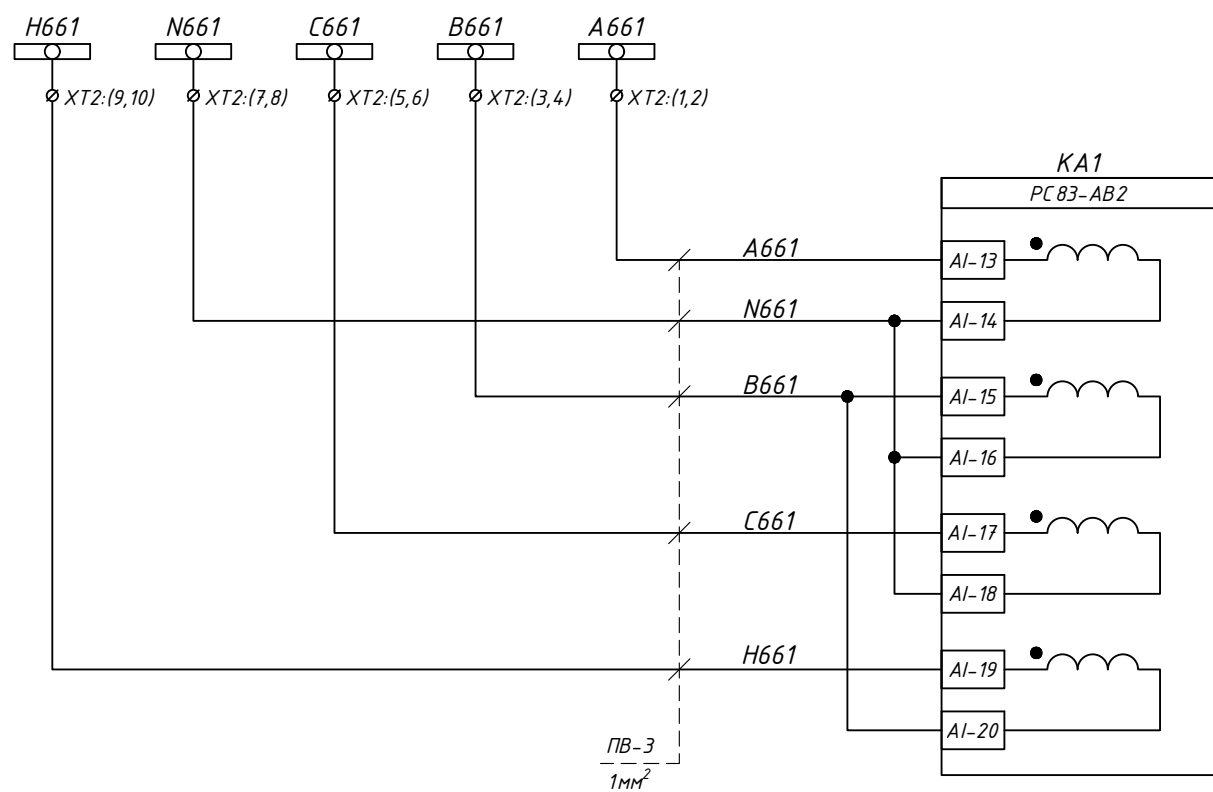 H661 N661 C661 B661 A661
XT2:(9,10) XT2:(7,8) XT2:(5,6) XT2:(3,4) XT2:(1,2)
KA1
PC83-AB2
A661 AI-13
N661 AI-14
B661 AI-15
AI-16
C661 AI-17
AI-18
H661 AI-19
AI-20
ПВ-3
1мм²